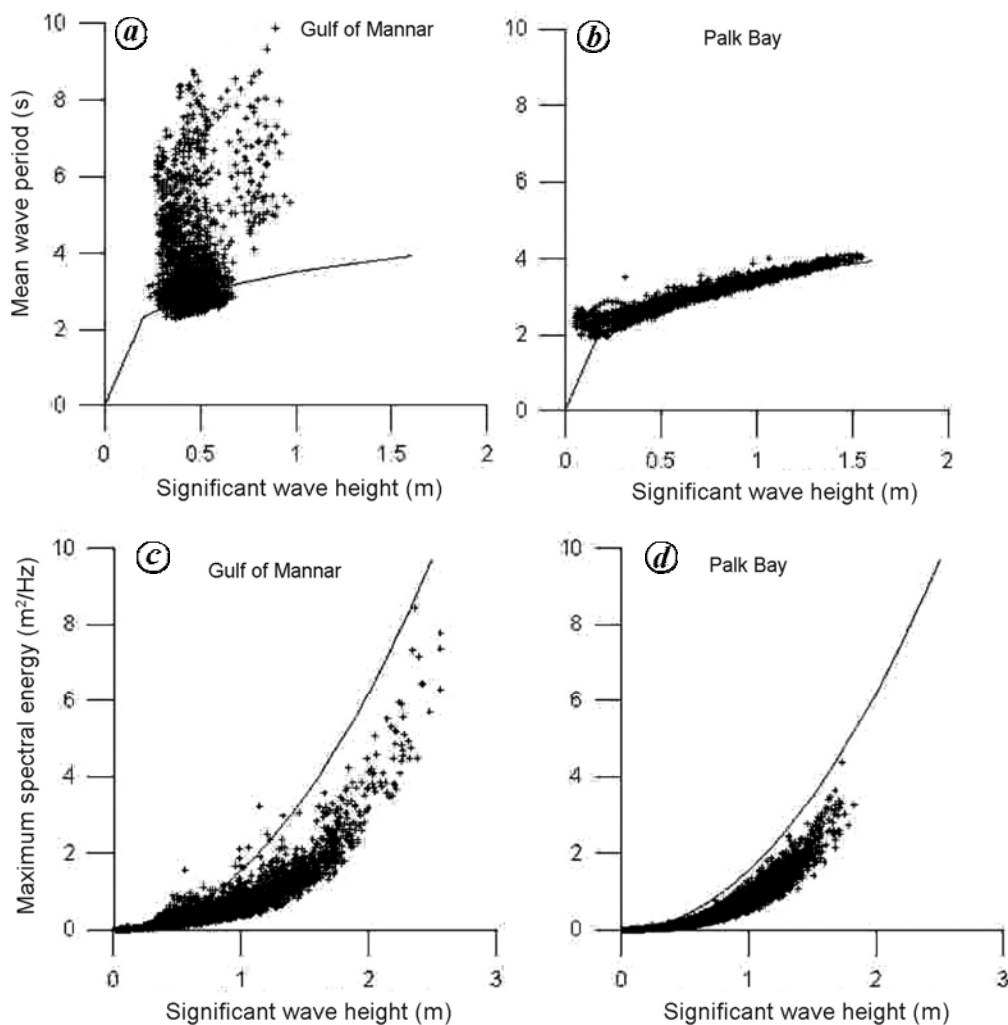 a Gulf of Mannar
b Palk Bay
10
8
6
4
2
0
Mean wave period (s)
0 0.5 1 1.5 2
Significant wave height (m)
10
8
6
4
2
0
0 0.5 1 1.5 2
Significant wave height (m)
c Gulf of Mannar
d Palk Bay
10
8
6
4
2
0
Maximum spectral energy (m²/Hz)
0 1 2 3
Significant wave height (m)
10
8
6
4
2
0
0 1 2 3
Significant wave height (m)